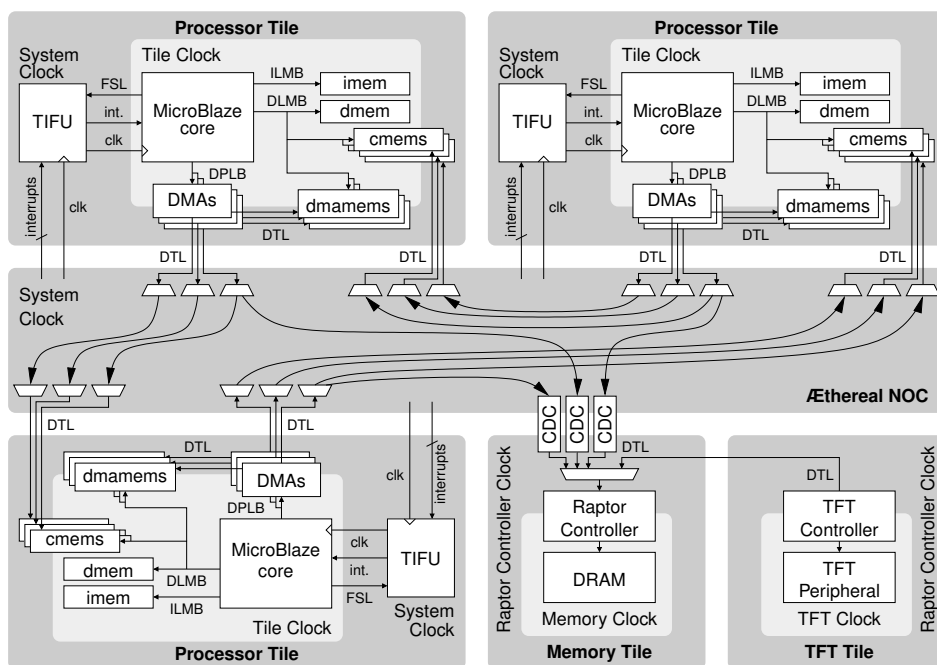 Processor Tile
System
Clock
Tile Clock
FSL
int.
clk
TIFU
MicroBlaze
core
ILMB
DLMB
imem
dmem
cmems
DPLB
DMAs
dmamems
DTL
interrupts
clk
DTL
DTL
Processor Tile
System
Clock
Tile Clock
FSL
int.
clk
TIFU
MicroBlaze
core
ILMB
DLMB
imem
dmem
cmems
DPLB
DMAs
dmamems
DTL
interrupts
clk
DTL
DTL
System
Clock
Æthereal NOC
DTL
DTL
DTL
dmamems
DMAs
DPLB
cmems
dmem
imem
DLMB
ILMB
MicroBlaze
core
clk
int.
FSL
TIFU
clk
interrupts
Tile Clock
System
Clock
Processor Tile
CDC
CDC
CDC
DTL
Raptor Controller Clock
Raptor
Controller
DRAM
Memory Clock
Memory Tile
DTL
TFT
Controller
TFT
Peripheral
TFT Clock
Raptor Controller Clock
TFT Tile